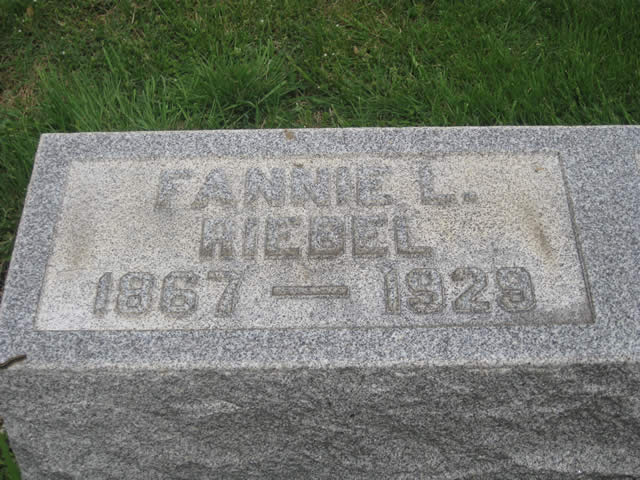 FANNIE L.
HIEBEL
1867 — 1929